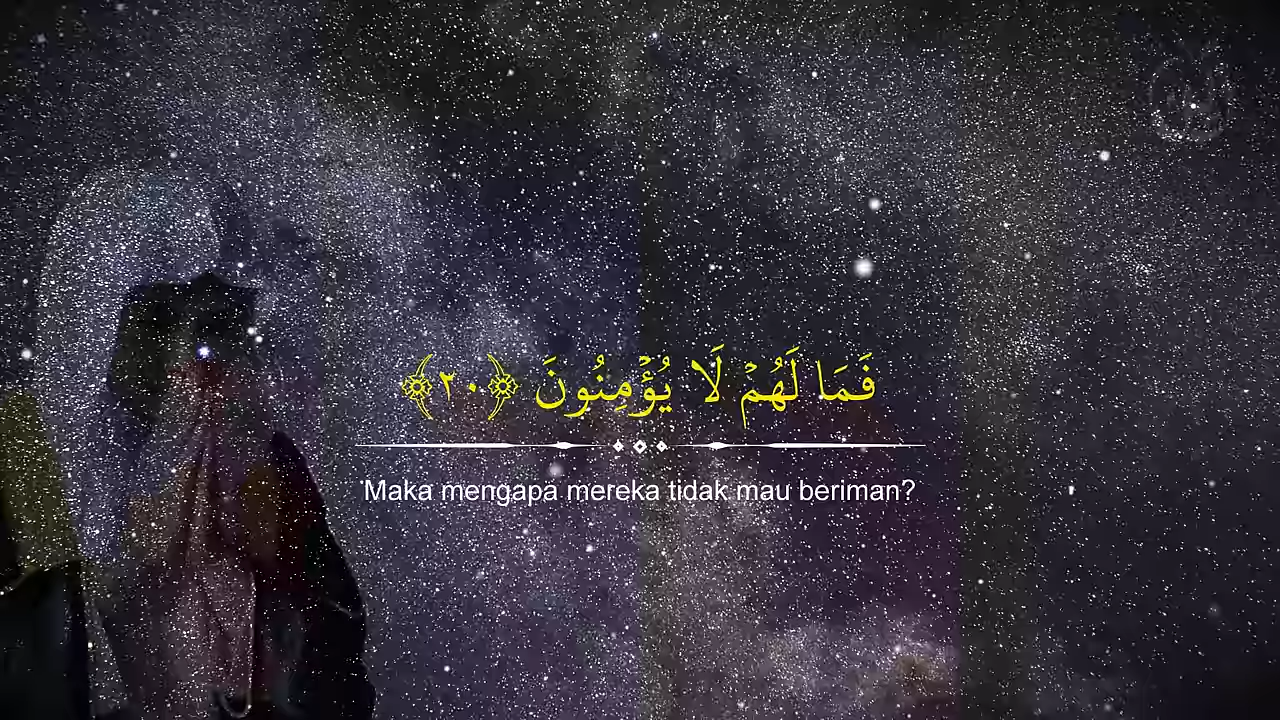 فَمَا لَهُمْ لَا يُؤْمِنُونَ ﴿٢٠﴾
Maka mengapa mereka tidak mau beriman?